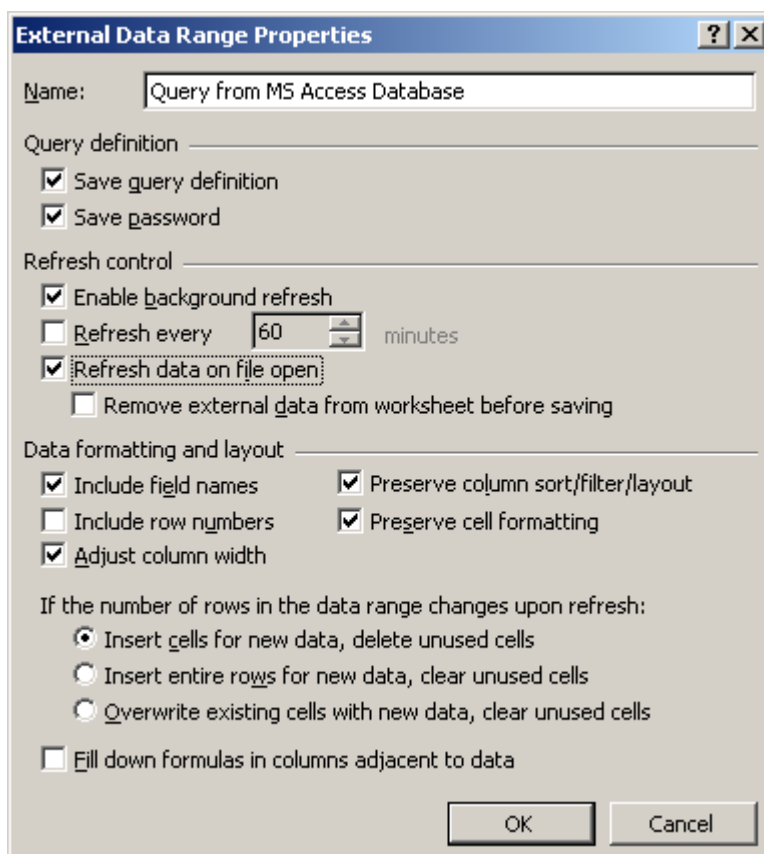 External Data Range Properties
Name: Query from MS Access Database
Query definition
Save query definition
Save password
Refresh control
Enable background refresh
Refresh every 60 minutes
Refresh data on file open
Remove external data from worksheet before saving
Data formatting and layout
Include field names Preserve column sort/filter/layout
Include row numbers Preserve cell formatting
Adjust column width
If the number of rows in the data range changes upon refresh:
Insert cells for new data, delete unused cells
Insert entire rows for new data, clear unused cells
Overwrite existing cells with new data, clear unused cells
Fill down formulas in columns adjacent to data
OK Cancel